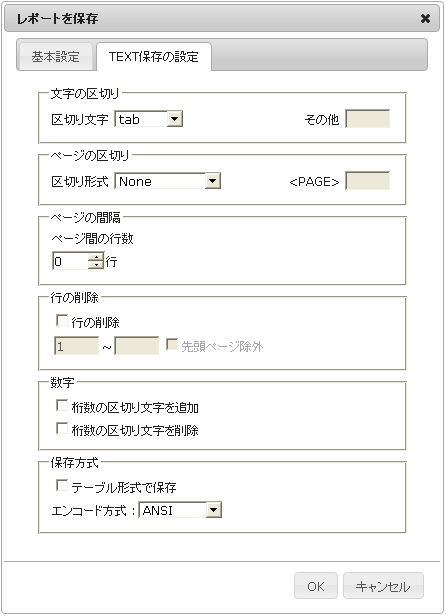 レポートを保存
基本設定 TEXT保存の設定
文字の区切り
区切り文字 tab その他
ページの区切り
区切り形式 None <PAGE>
ページの間隔
ページ間の行数
0 行
行の削除
行の削除
1 ~ 先頭ページ除外
数字
桁数の区切り文字を追加
桁数の区切り文字を削除
保存方式
テーブル形式で保存
エンコード方式 : ANSI
OK キャンセル